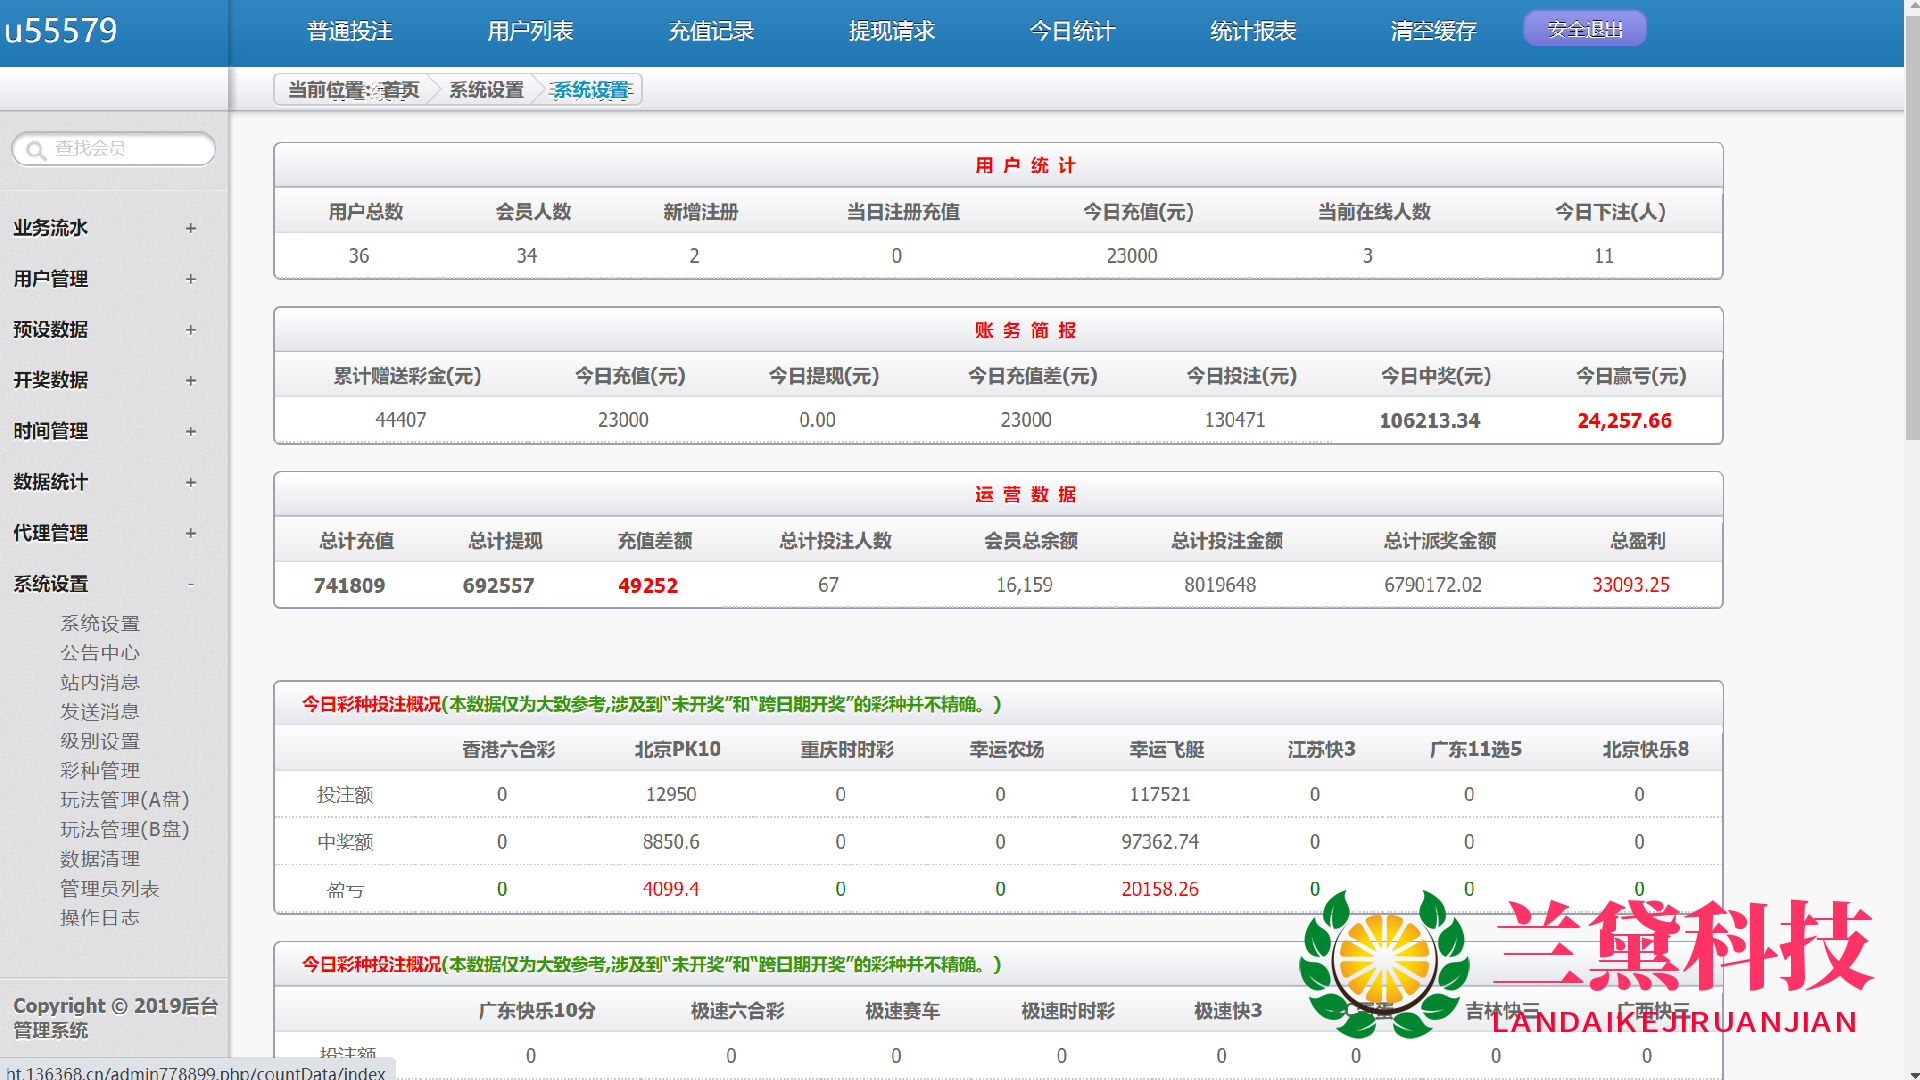 u55579
普通投注 用户列表 充值记录 提现请求 今日统计 统计报表 清空缓存 安全退出
当前位置: 首页 系统设置 系统设置
查找会员
业务流水 +
用户管理 +
预设数据 +
开奖数据 +
时间管理 +
数据统计 +
代理管理 +
系统设置 -
系统设置
公告中心
站内消息
发送消息
级别设置
彩种管理
玩法管理(A盘)
玩法管理(B盘)
数据清理
管理员列表
操作日志
Copyright © 2019后台
管理系统
ht.136368.cn/admin778899.php/countData/index
用 户 统 计
用户总数 会员人数 新增注册 当日注册充值 今日充值(元) 当前在线人数 今日下注(人)
36 34 2 0 23000 3 11
账 务 简 报
累计赠送彩金(元) 今日充值(元) 今日提现(元) 今日充值差(元) 今日投注(元) 今日中奖(元) 今日赢亏(元)
44407 23000 0.00 23000 130471 106213.34 24,257.66
运 营 数 据
总计充值 总计提现 充值差额 总计投注人数 会员总余额 总计投注金额 总计派奖金额 总盈利
741809 692557 49252 67 16,159 8019648 6790172.02 33093.25
今日彩种投注概况(本数据仅为大致参考,涉及到“未开奖”和“跨日期开奖”的彩种并不精确。)
香港六合彩 北京PK10 重庆时时彩 幸运农场 幸运飞艇 江苏快3 广东11选5 北京快乐8
投注额 0 12950 0 0 117521 0 0 0
中奖额 0 8850.6 0 0 97362.74 0 0 0
盈亏 0 4099.4 0 0 20158.26 0 0 0
今日彩种投注概况(本数据仅为大致参考,涉及到“未开奖”和“跨日期开奖”的彩种并不精确。)
广东快乐10分 极速六合彩 极速赛车 极速时时彩 极速快3 吉林快三 广西快三
投注额 0 0 0 0 0 0 0 0
兰黛科技
LANDAIKEJIRUANJIAN